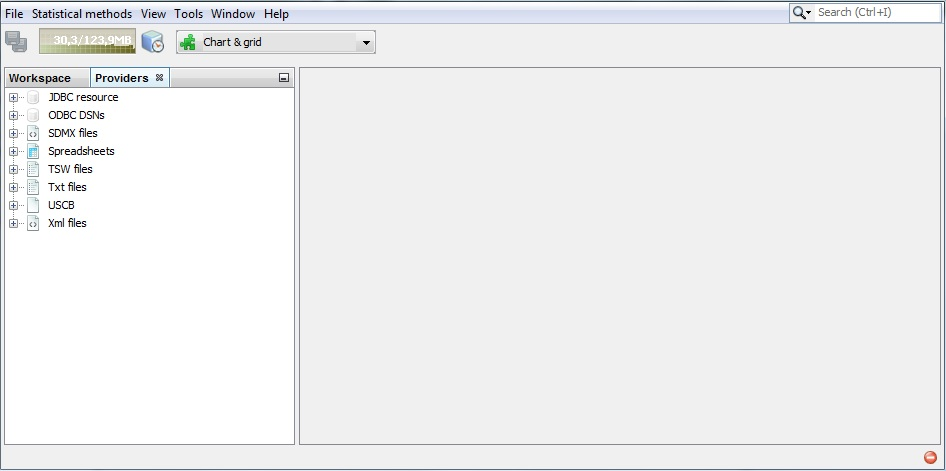 File Statistical methods View Tools Window Help Search (Ctrl+I)
30,3/123,9MB Chart & grid
Workspace Providers
JDBC resource
ODBC DSNs
SDMX files
Spreadsheets
TSW files
Txt files
USCB
Xml files